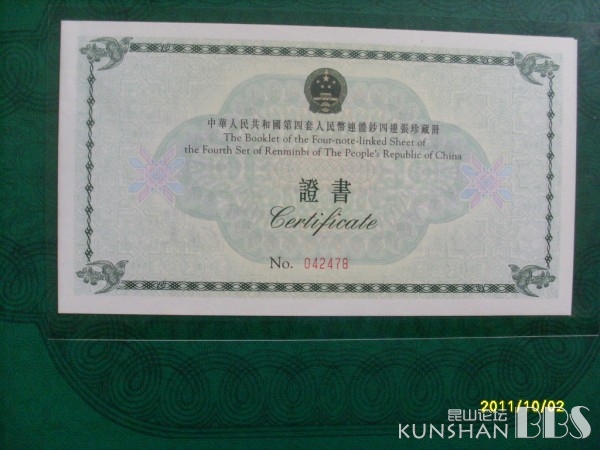 中華人民共和國第四套人民幣連體鈔四連張珍藏冊
The Booklet of the Four-note-linked Sheet of
the Fourth Set of Renminbi of The People's Republic of China
證書
Certificate
No. 042478
2011/10/02
昆山论坛
KUNSHAN BBS